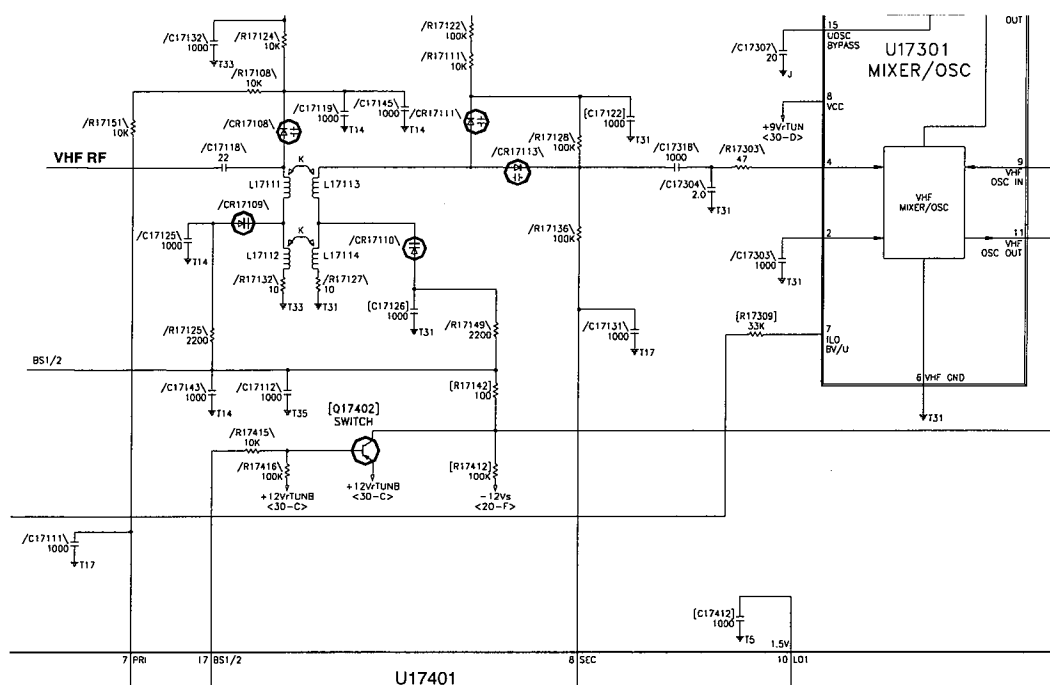 /C17132\
1000
T33
/R17124\
10K
/R17122\
100K
/R17111\
10K
15
UOSC
BYPASS
OUT
/C17307\
20
J
U17301
MIXER/OSC
/R17108\
10K
/R17151\
10K
/C17119\
1000
T14
/C17145\
1000
T14
/CR17111\
[C17122]
1000
T31
8
VCC
+9VrTUN
<30-D>
/CR17108\
/R17128\
100K
VHF RF
/C17118\
22
K
/CR17113\
/C17318\
1000
/R17303\
47
4
9
VHF
OSC IN
L17111
L17113
/C17304\
2.0
T31
VHF
MIXER/OSC
/CR17109\
/C17125\
1000
T14
K
/CR17110\
/R17136\
100K
2
11
VHF
OSC OUT
L17112
L17114
/C17303\
1000
T31
/R17132\
10
T33
/R17127\
10
T31
[C17126]
1000
T31
/R17125\
2200
/R17149\
2200
/C17131\
1000
T17
[R17309]
33K
7
ILO
BV/U
BS1/2
6 VHF GND
T31
/C17143\
1000
T14
/C17112\
1000
T35
[R17142]
100
[Q17402]
SWITCH
/R17415\
10K
/R17416\
100K
+12VrTUNB
<30-C>
+12VrTUNB
<30-C>
[R17412]
100K
-12Vs
<20-F>
/C17111\
1000
T17
[C17412]
1000
T5
1.5V
7 PRI
17 BS1/2
8 SEC
10 LO1
U17401